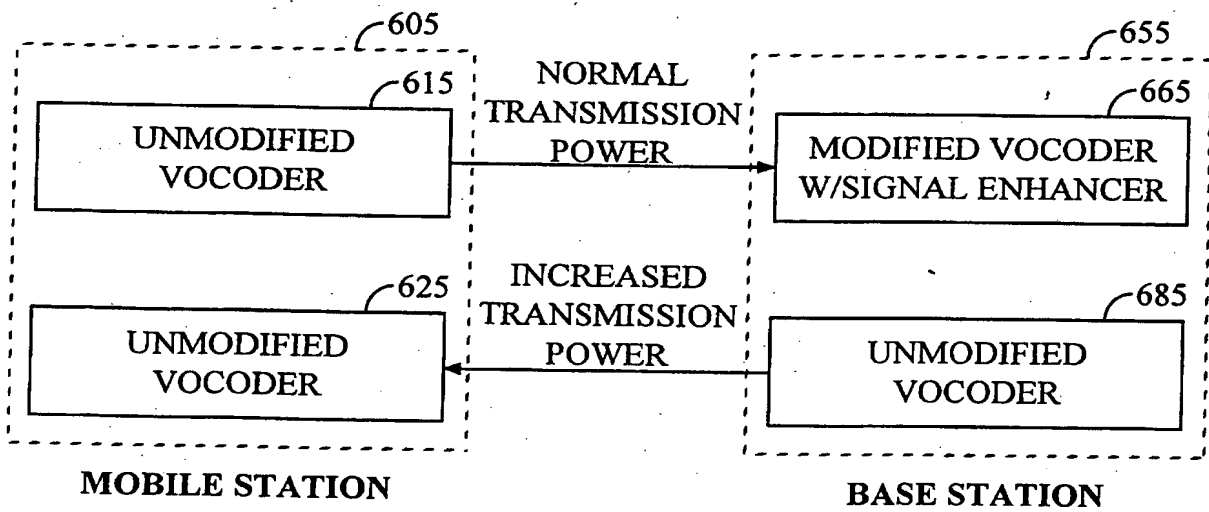 605
655
615
UNMODIFIED
VOCODER
NORMAL
TRANSMISSION
POWER
665
MODIFIED VOCODER
W/SIGNAL ENHANCER
625
UNMODIFIED
VOCODER
INCREASED
TRANSMISSION
POWER
685
UNMODIFIED
VOCODER
MOBILE STATION
BASE STATION